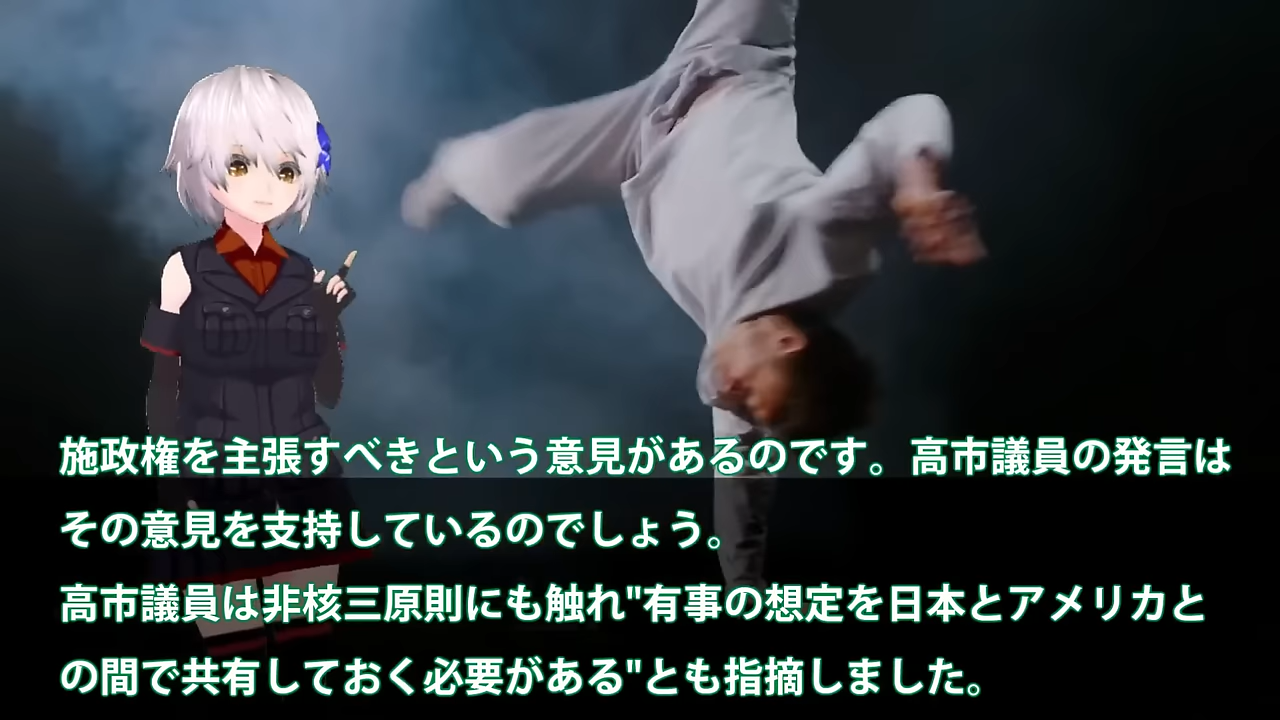 施政権を主張すべきという意見があるのです。高市議員の発言は
その意見を支持しているのでしょう。
高市議員は非核三原則にも触れ"有事の想定を日本とアメリカと
の間で共有しておく必要がある"とも指摘しました。